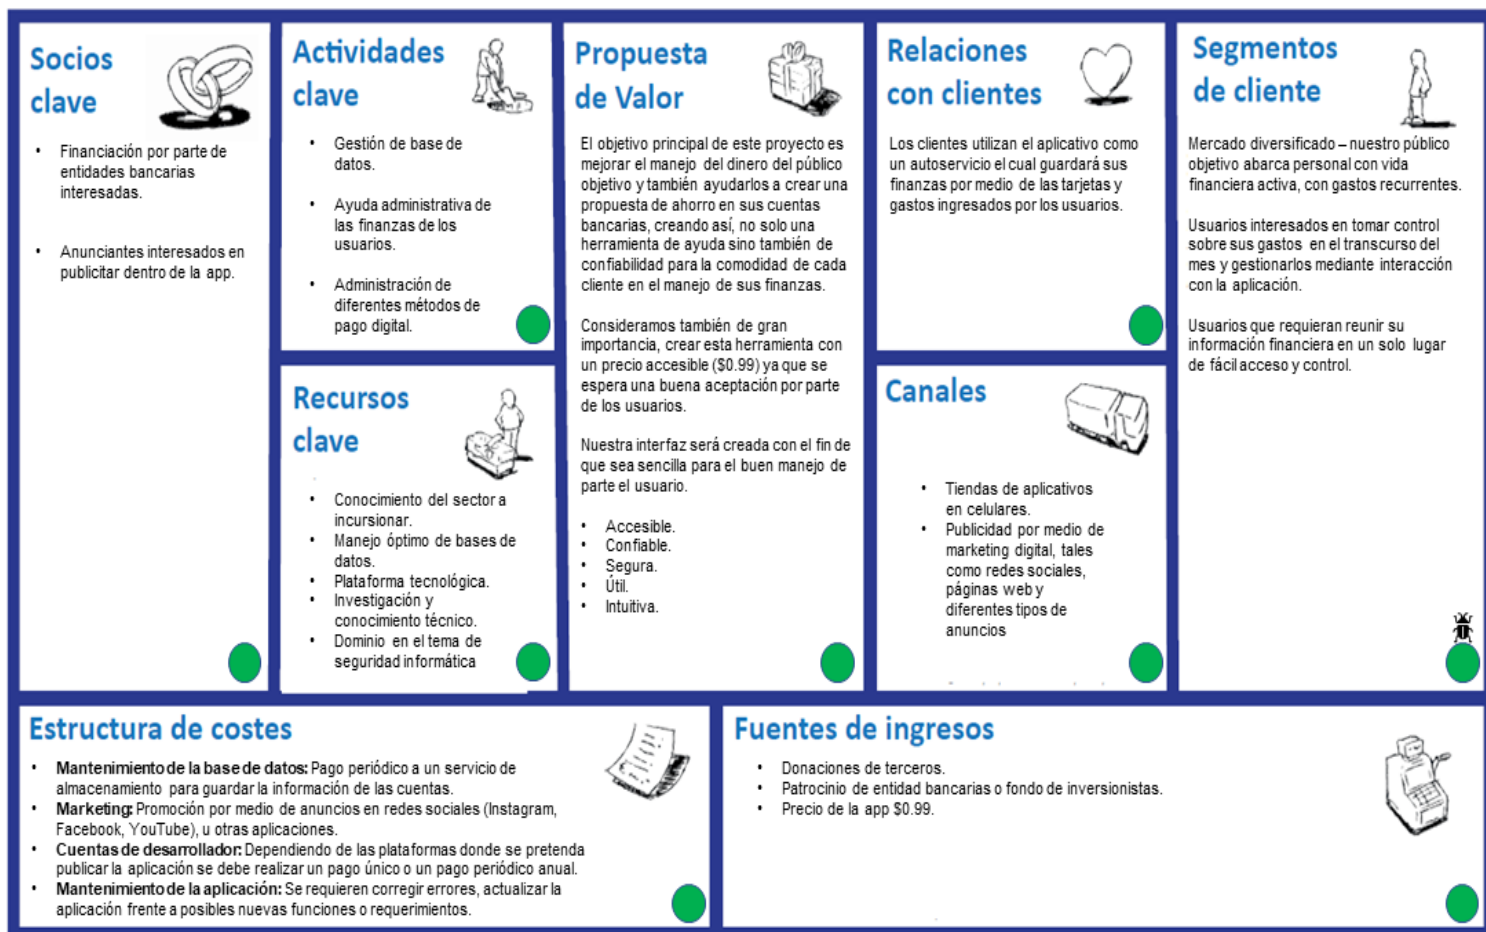 Socios
clave
• Financiación por parte de
entidades bancarias
interesadas.
• Anunciantes interesados en
publicitar dentro de la app.
Actividades
clave
• Gestión de base de
datos.
• Ayuda administrativa de
las finanzas de los
usuarios.
• Administración de
diferentes métodos de
pago digital.
Recursos
clave
• Conocimiento del sector a
incursionar.
• Manejo óptimo de bases de
datos.
• Plataforma tecnológica.
• Investigación y
conocimiento técnico.
• Dominio en el tema de
seguridad informática
Propuesta
de Valor
El objetivo principal de este proyecto es
mejorar el manejo del dinero del público
objetivo y también ayudarlos a crear una
propuesta de ahorro en sus cuentas
bancarias, creando así, no solo una
herramienta de ayuda sino también de
confiabilidad para la comodidad de cada
cliente en el manejo de sus finanzas.
Consideramos también de gran
importancia, crear esta herramienta con
un precio accesible ($0.99) ya que se
espera una buena aceptación por parte
de los usuarios.
Nuestra interfaz será creada con el fin de
que sea sencilla para el buen manejo de
parte el usuario.
• Accesible.
• Confiable.
• Segura.
• Útil.
• Intuitiva.
Relaciones
con clientes
Los clientes utilizan el aplicativo como
un autoservicio el cual guardará sus
finanzas por medio de las tarjetas y
gastos ingresados por los usuarios.
Canales
• Tiendas de aplicativos
en celulares.
• Publicidad por medio de
marketing digital, tales
como redes sociales,
páginas web y
diferentes tipos de
anuncios
Segmentos
de cliente
Mercado diversificado – nuestro público
objetivo abarca personal con vida
financiera activa, con gastos recurrentes.
Usuarios interesados en tomar control
sobre sus gastos en el transcurso del
mes y gestionarlos mediante interacción
con la aplicación.
Usuarios que requieran reunir su
información financiera en un solo lugar
de fácil acceso y control.
Estructura de costes
• Mantenimiento de la base de datos: Pago periódico a un servicio de
almacenamiento para guardar la información de las cuentas.
• Marketing: Promoción por medio de anuncios en redes sociales (Instagram,
Facebook, YouTube), u otras aplicaciones.
• Cuentas de desarrollador: Dependiendo de las plataformas donde se pretenda
publicar la aplicación se debe realizar un pago único o un pago periódico anual.
• Mantenimiento de la aplicación: Se requieren corregir errores, actualizar la
aplicación frente a posibles nuevas funciones o requerimientos.
Fuentes de ingresos
• Donaciones de terceros.
• Patrocinio de entidad bancarias o fondo de inversionistas.
• Precio de la app $0.99.